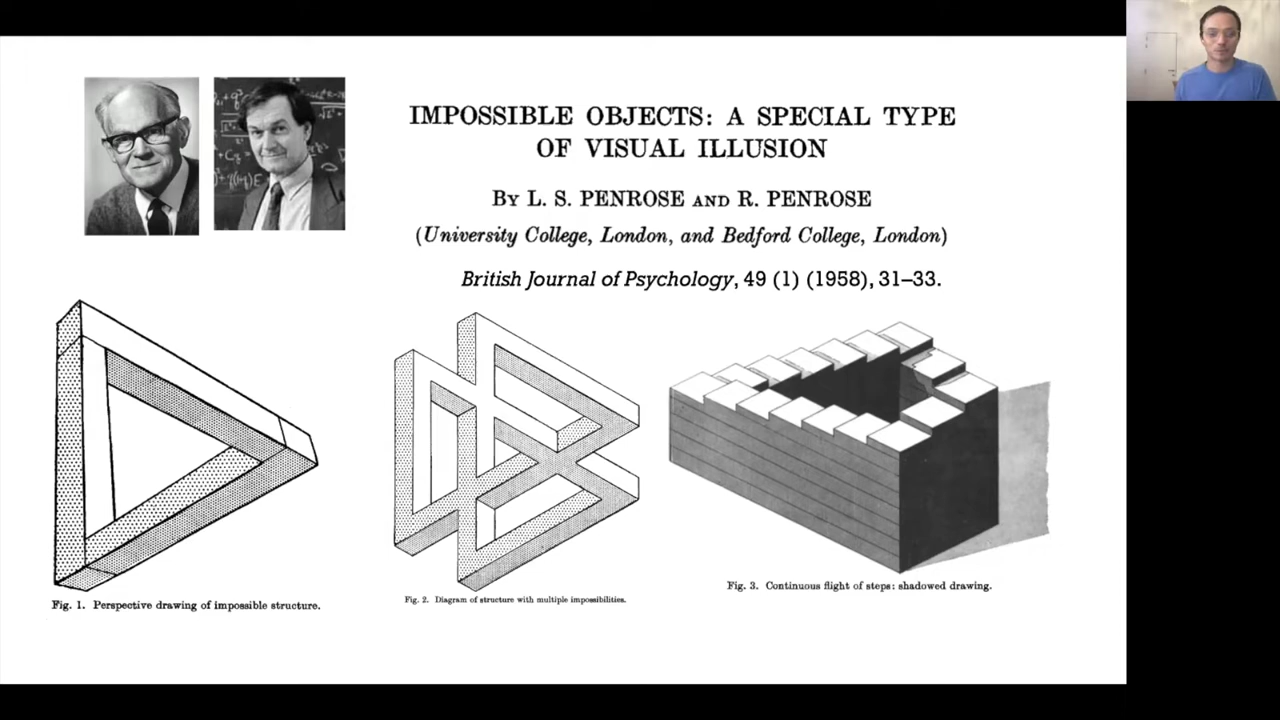 IMPOSSIBLE OBJECTS: A SPECIAL TYPE
OF VISUAL ILLUSION
BY L. S. PENROSE AND R. PENROSE
(University College, London, and Bedford College, London)
British Journal of Psychology, 49 (1) (1958), 31–33.
Fig. 1. Perspective drawing of impossible structure.
Fig. 2. Diagram of structure with multiple impossibilities.
Fig. 3. Continuous flight of steps: shadowed drawing.